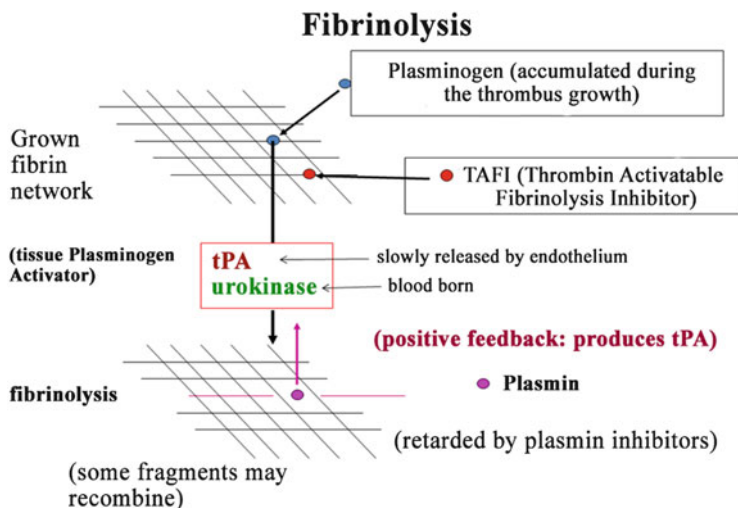 Fibrinolysis
Plasminogen (accumulated during
the thrombus growth)
Grown
fibrin
network
TAFI (Thrombin Activatable
Fibrinolysis Inhibitor)
(tissue Plasminogen
Activator)
tPA
urokinase
slowly released by endothelium
blood born
(positive feedback: produces tPA)
fibrinolysis
Plasmin
(retarded by plasmin inhibitors)
(some fragments may
recombine)